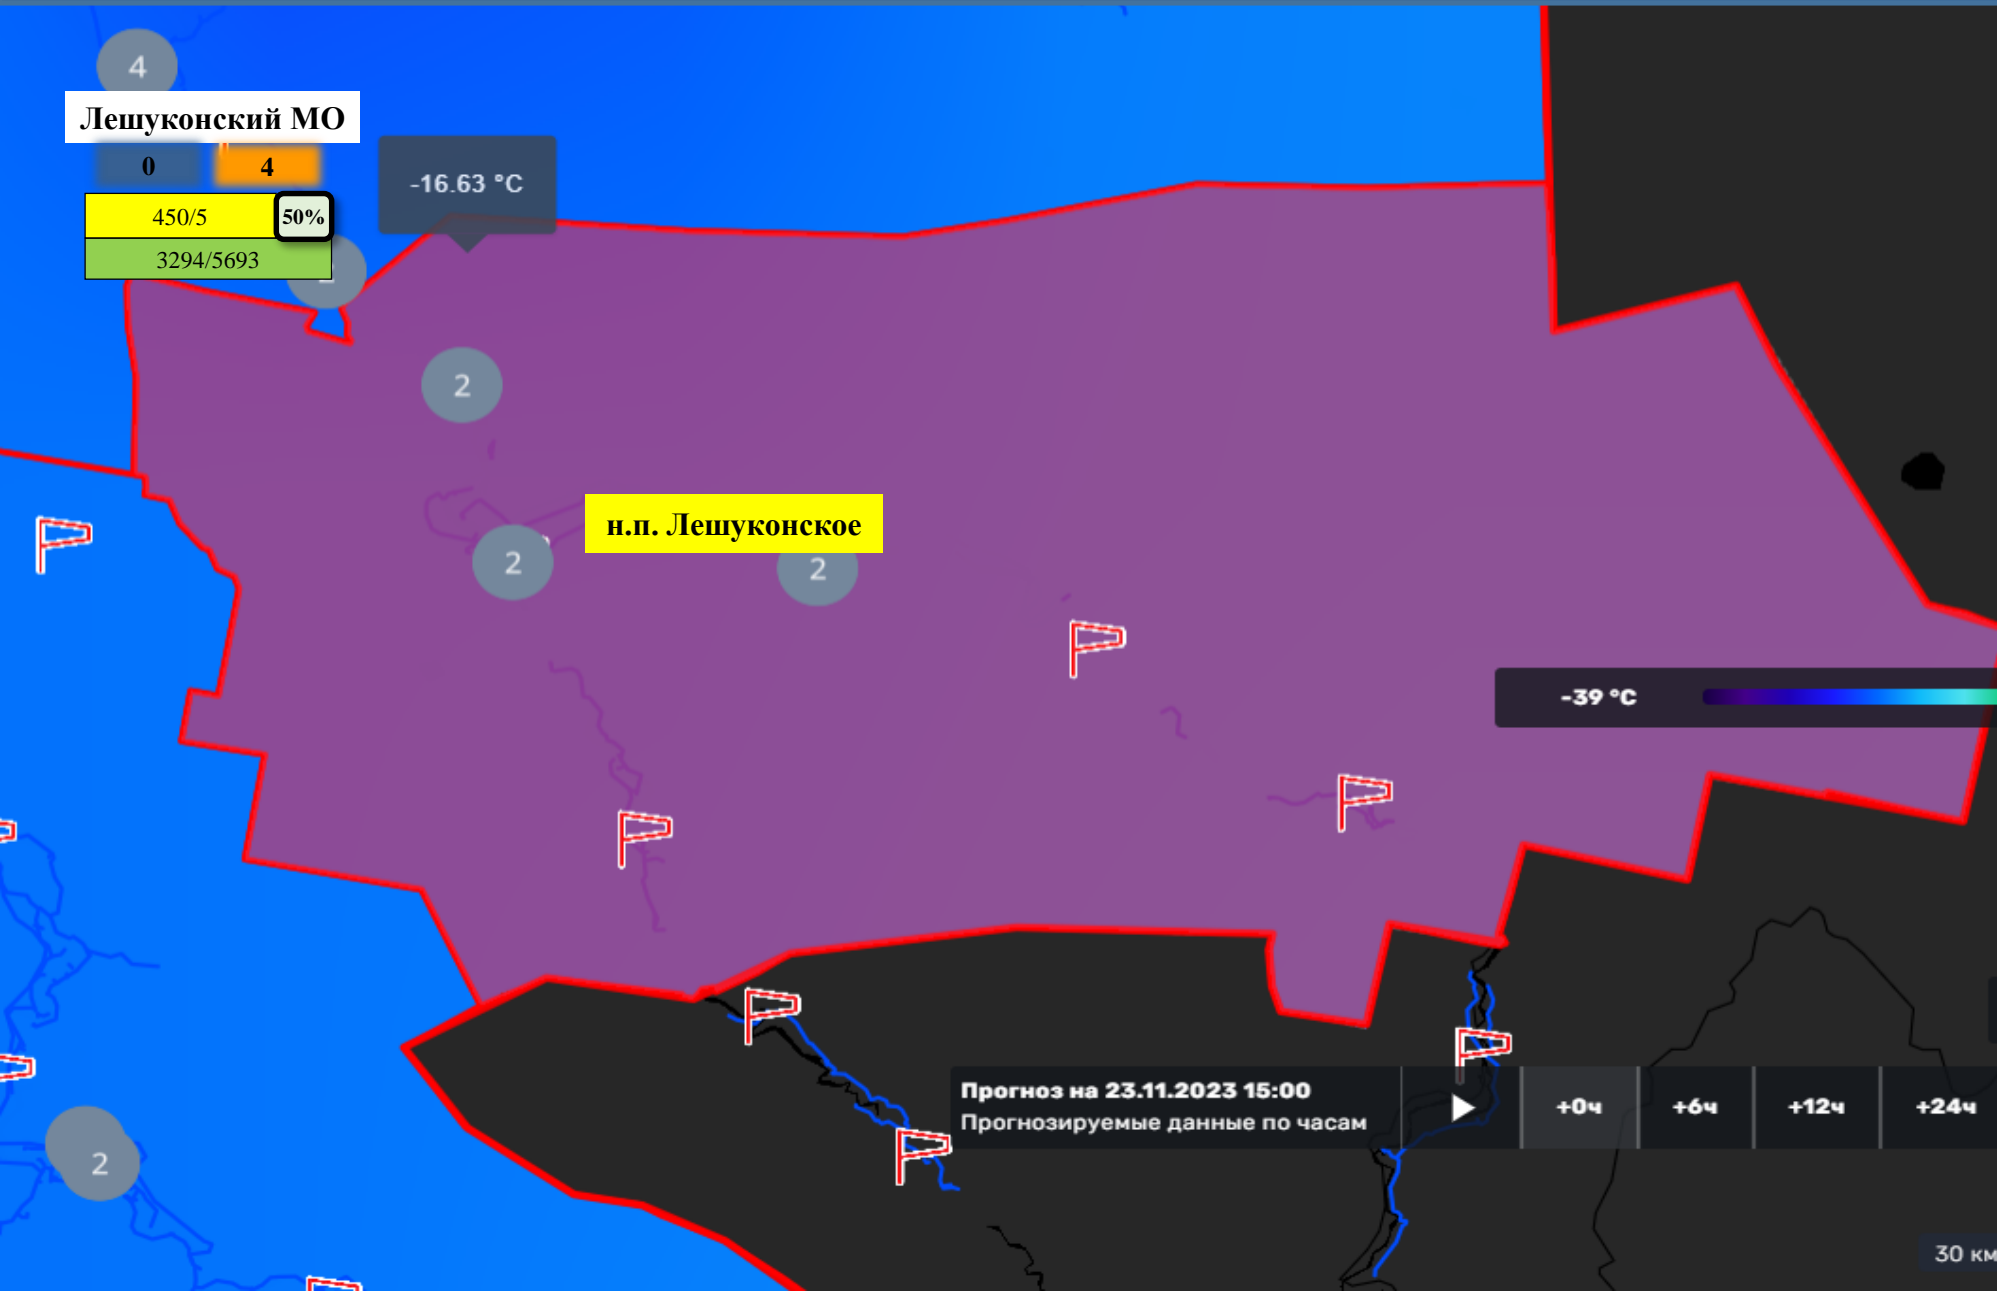 4
Лешуконский МО
0 4
-16.63 °C
450/5 50%
3294/5693
2
н.п. Лешуконское
2
2
-39 °C
Прогноз на 23.11.2023 15:00
Прогнозируемые данные по часам
+0ч +6ч +12ч +24ч
2
30 км